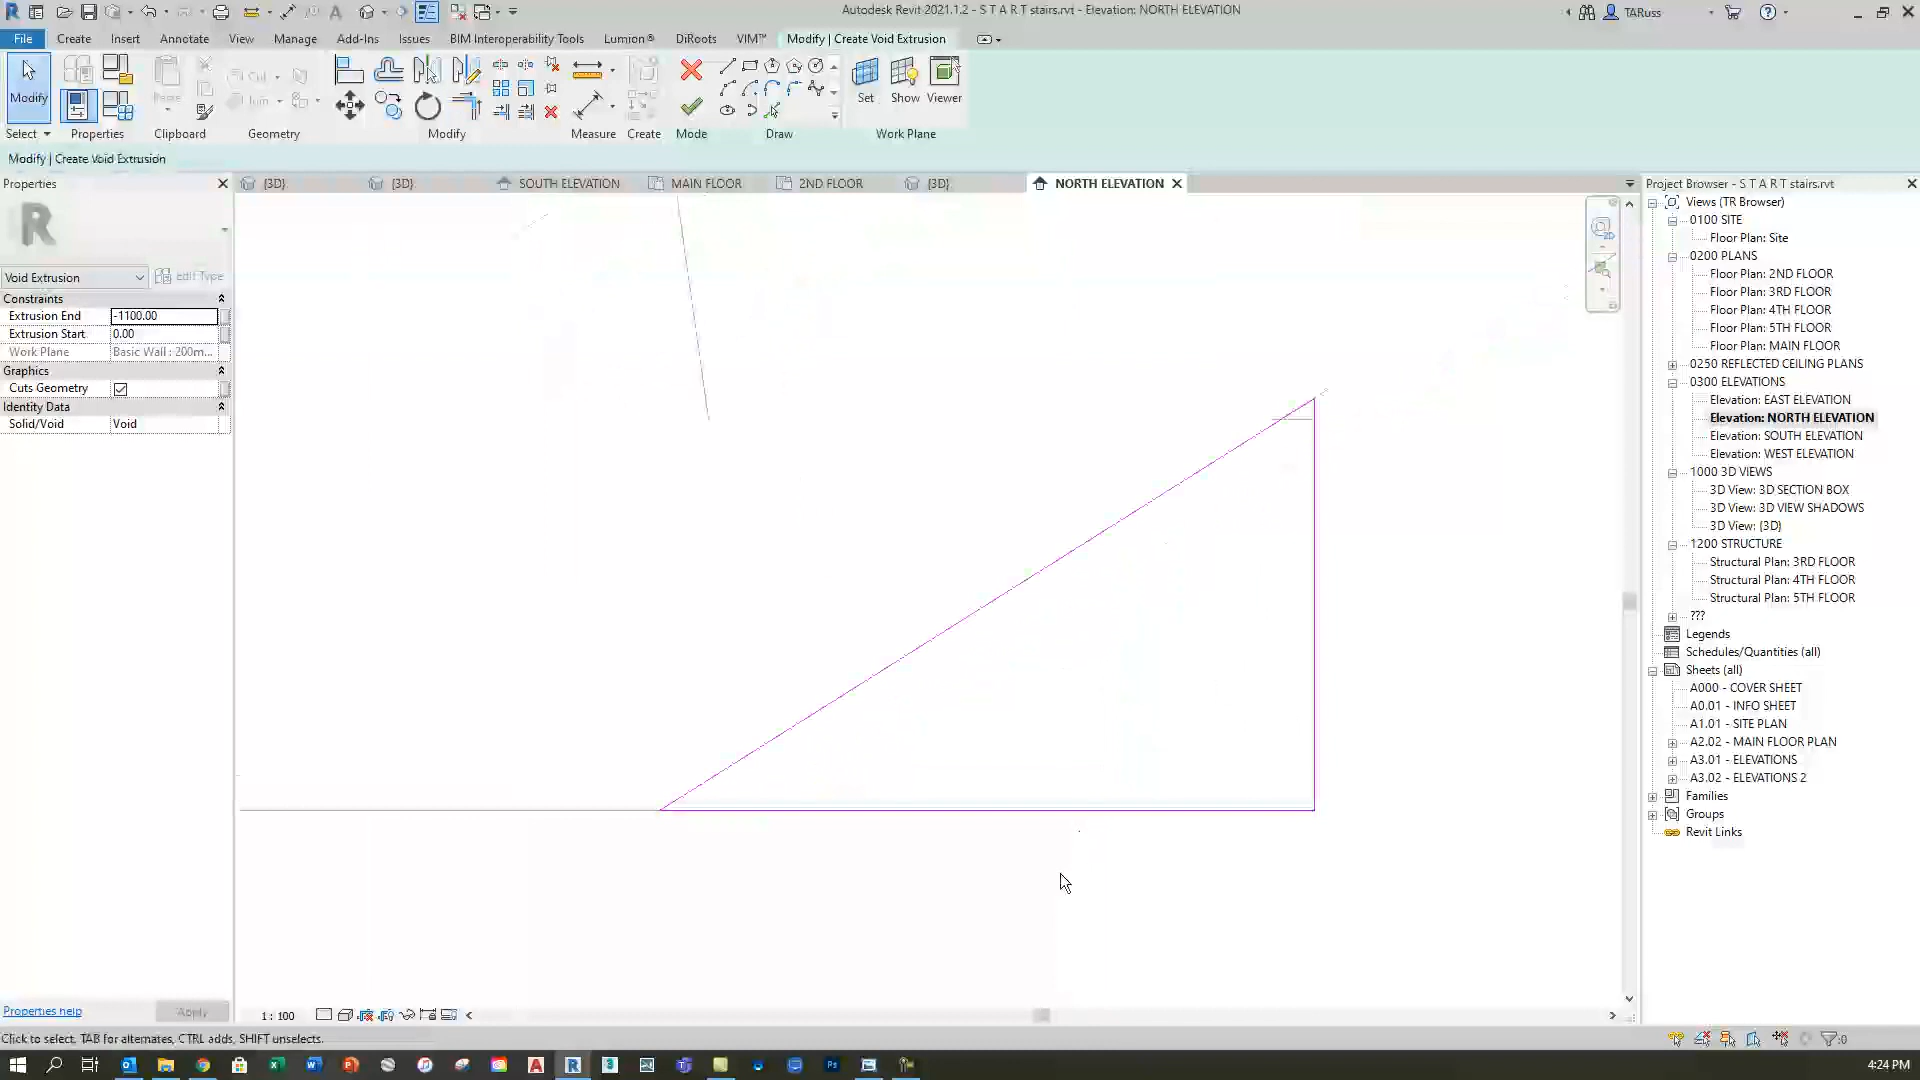 Autodesk Revit 2021.1.2 - S T A R T stairs.rvt - Elevation: NORTH ELEVATION
TARuss
File Create Insert Annotate View Manage Add-Ins Issues BIM Interoperability Tools Lumion® DiRoots VIM™ Modify | Create Void Extrusion
Modify
Paste
Set Show Viewer
Select Properties Clipboard Geometry Modify Measure Create Mode Draw Work Plane
Modify | Create Void Extrusion
Properties
{3D} {3D} SOUTH ELEVATION MAIN FLOOR 2ND FLOOR {3D} NORTH ELEVATION
Void Extrusion
Edit Type
Constraints
Extrusion End -1100.00
Extrusion Start 0.00
Work Plane Basic Wall : 200m...
Graphics
Cuts Geometry
Identity Data
Solid/Void Void
Properties help
Apply
Project Browser - S T A R T stairs.rvt
Views (TR Browser)
0100 SITE
Floor Plan: Site
0200 PLANS
Floor Plan: 2ND FLOOR
Floor Plan: 3RD FLOOR
Floor Plan: 4TH FLOOR
Floor Plan: 5TH FLOOR
Floor Plan: MAIN FLOOR
0250 REFLECTED CEILING PLANS
0300 ELEVATIONS
Elevation: EAST ELEVATION
Elevation: NORTH ELEVATION
Elevation: SOUTH ELEVATION
Elevation: WEST ELEVATION
1000 3D VIEWS
3D View: 3D SECTION BOX
3D View: 3D VIEW SHADOWS
3D View: {3D}
1200 STRUCTURE
Structural Plan: 3RD FLOOR
Structural Plan: 4TH FLOOR
Structural Plan: 5TH FLOOR
???
Legends
Schedules/Quantities (all)
Sheets (all)
A000 - COVER SHEET
A0.01 - INFO SHEET
A1.01 - SITE PLAN
A2.02 - MAIN FLOOR PLAN
A3.01 - ELEVATIONS
A3.02 - ELEVATIONS 2
Families
Groups
Revit Links
1 : 100
Click to select, TAB for alternates, CTRL adds, SHIFT unselects.
:0
4:24 PM